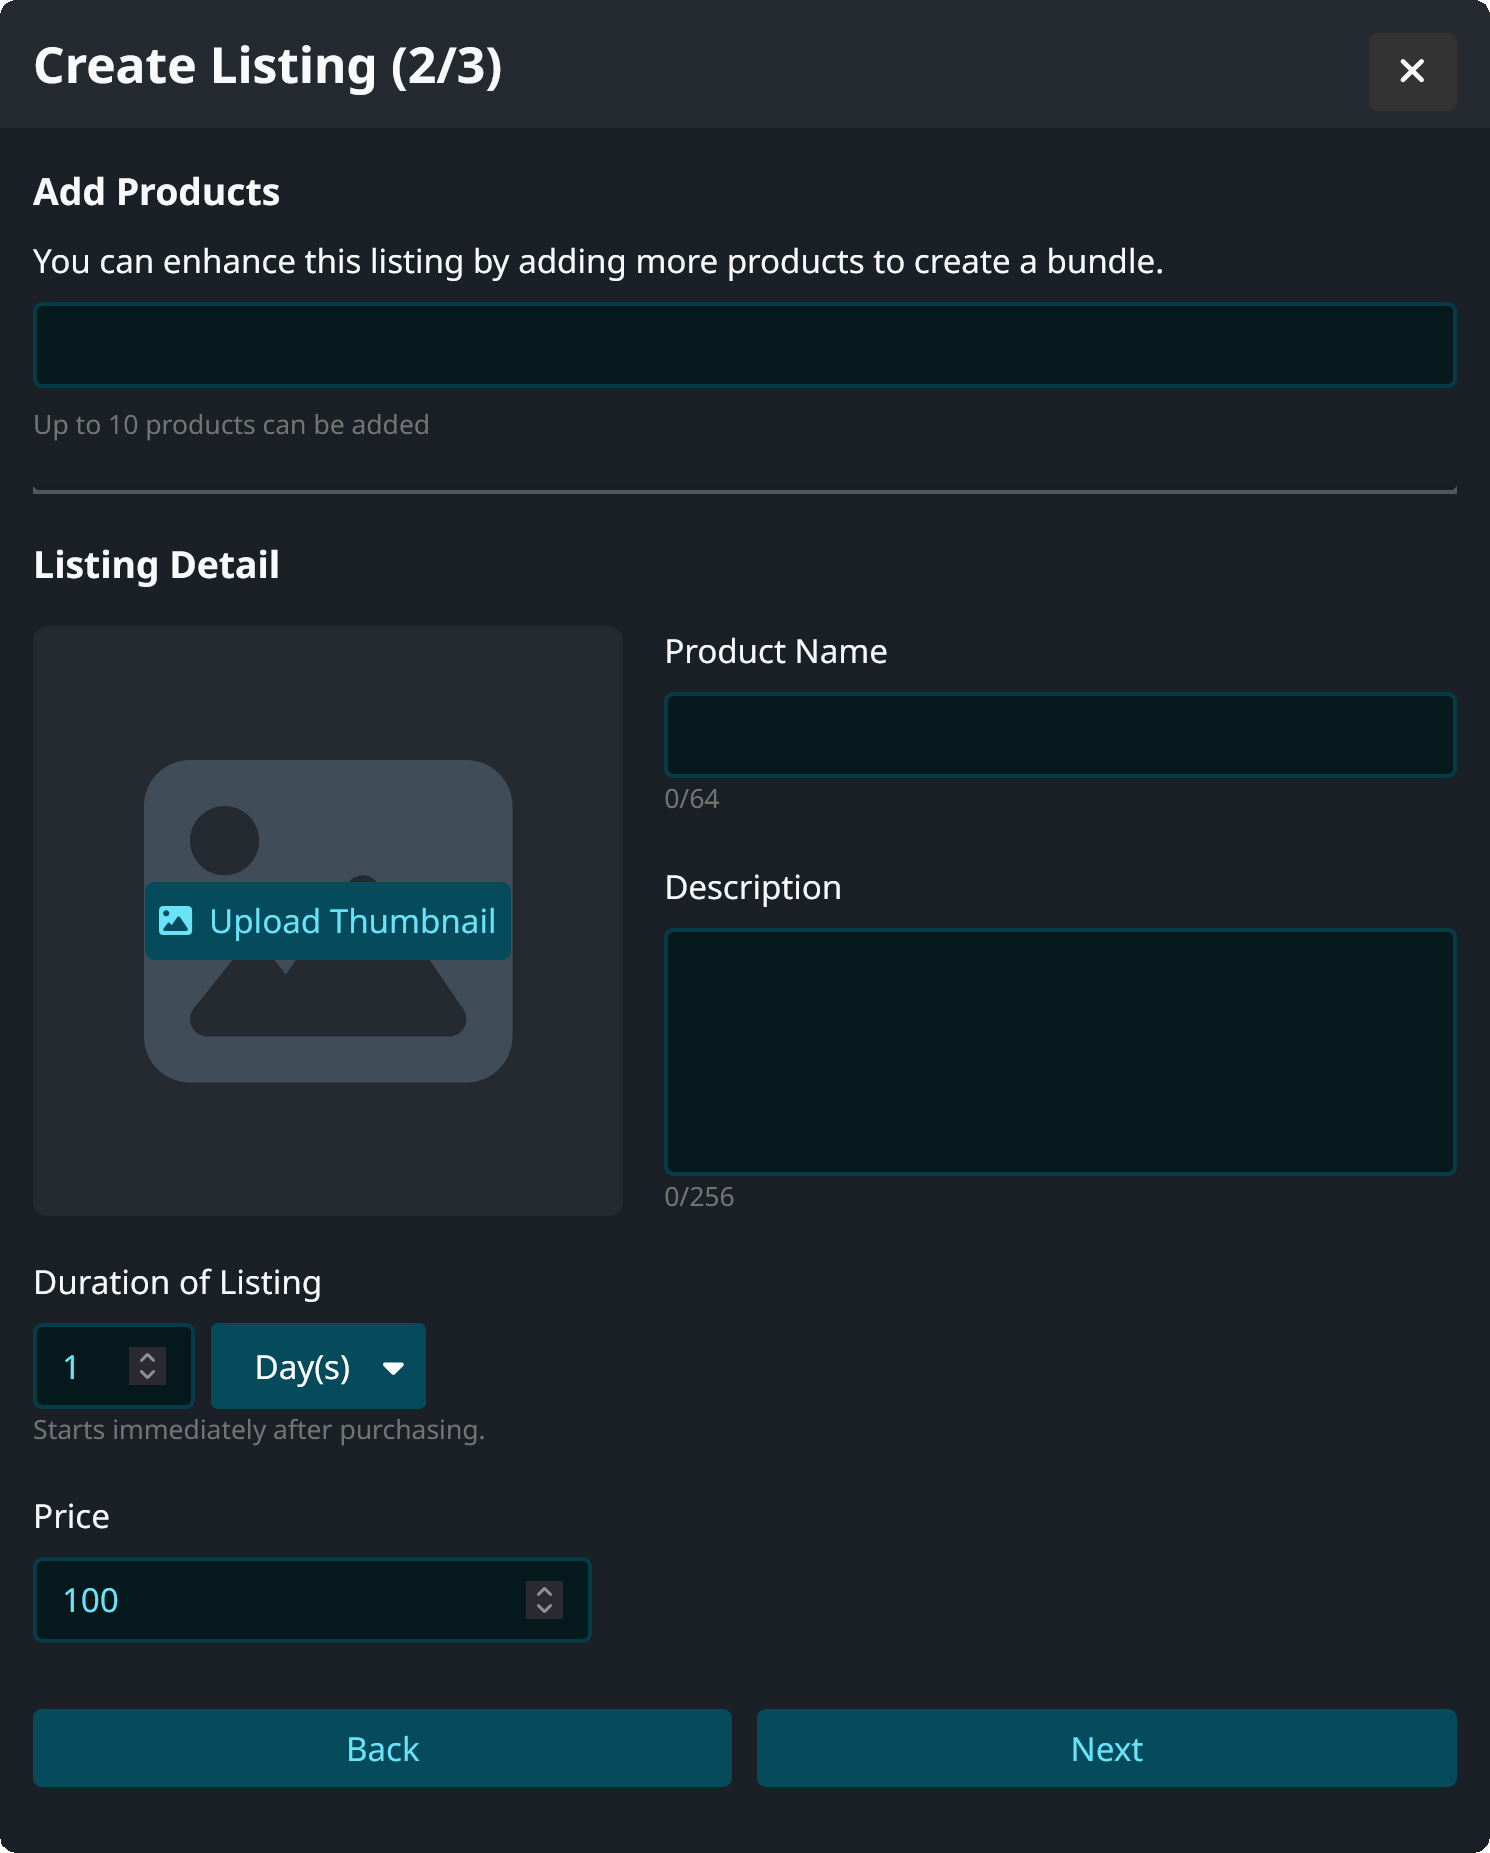 Create Listing (2/3)
Add Products
You can enhance this listing by adding more products to create a bundle.
Up to 10 products can be added
Listing Detail
Upload Thumbnail
Product Name
0/64
Description
0/256
Duration of Listing
1
Day(s)
Starts immediately after purchasing.
Price
100
Back
Next